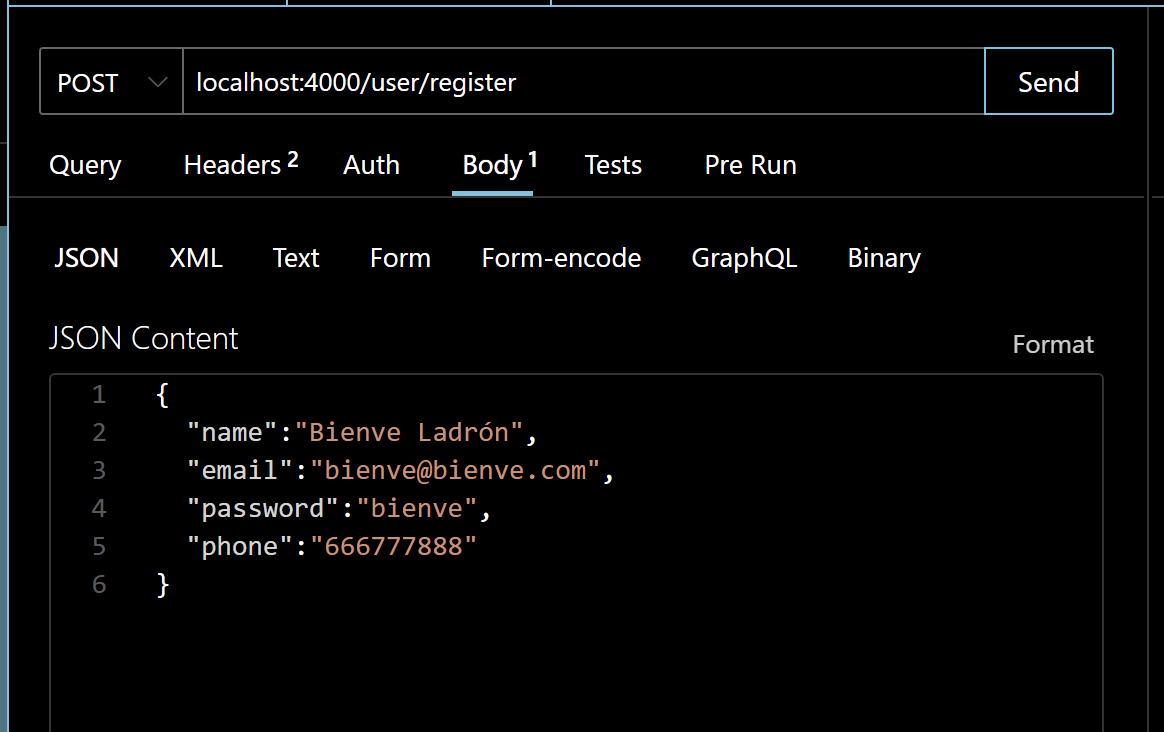 POST localhost:4000/user/register Send
Query Headers 2 Auth Body 1 Tests Pre Run
JSON XML Text Form Form-encode GraphQL Binary
JSON Content Format
1 {
2 "name":"Bienve Ladrón",
3 "email":"bienve@bienve.com",
4 "password":"bienve",
5 "phone":"666777888"
6 }